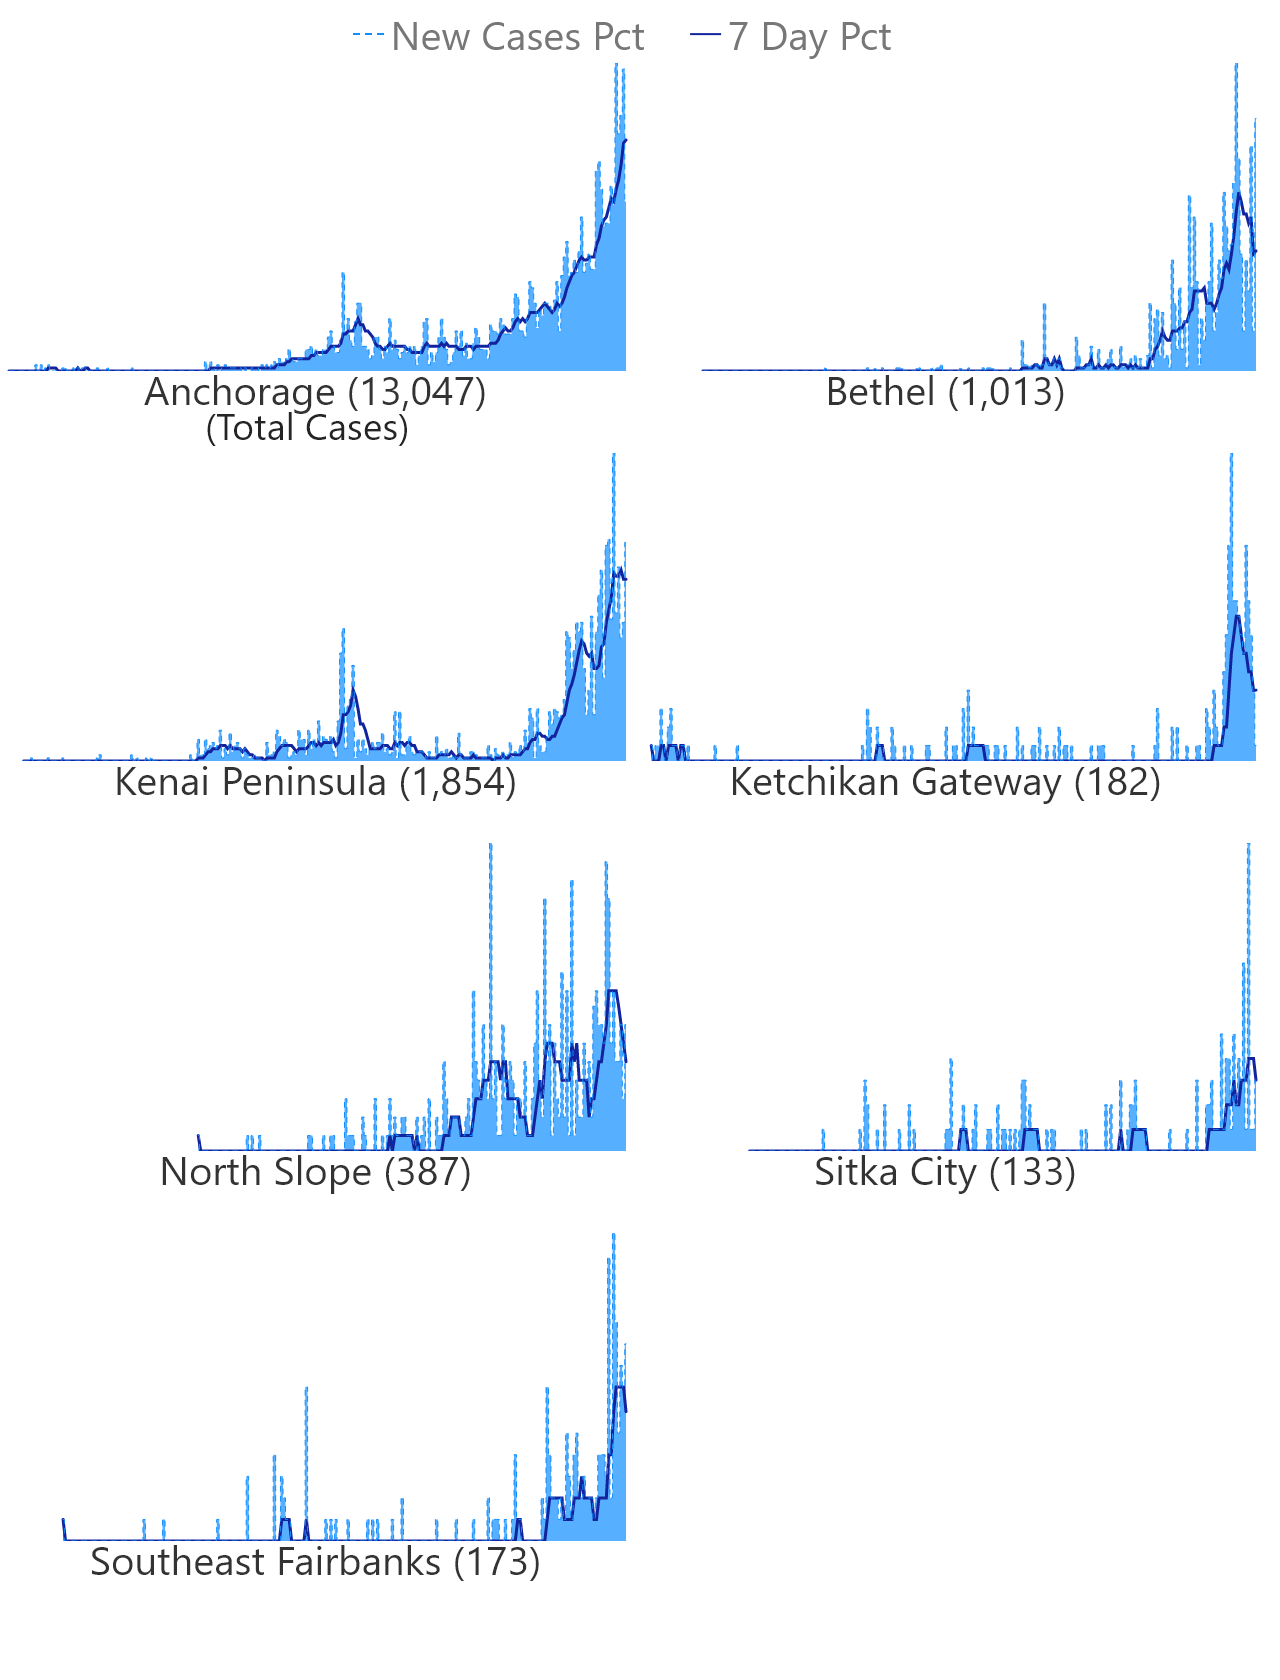 New Cases Pct 7 Day Pct
Anchorage (13,047)
(Total Cases)
Bethel (1,013)
Kenai Peninsula (1,854)
Ketchikan Gateway (182)
North Slope (387)
Sitka City (133)
Southeast Fairbanks (173)